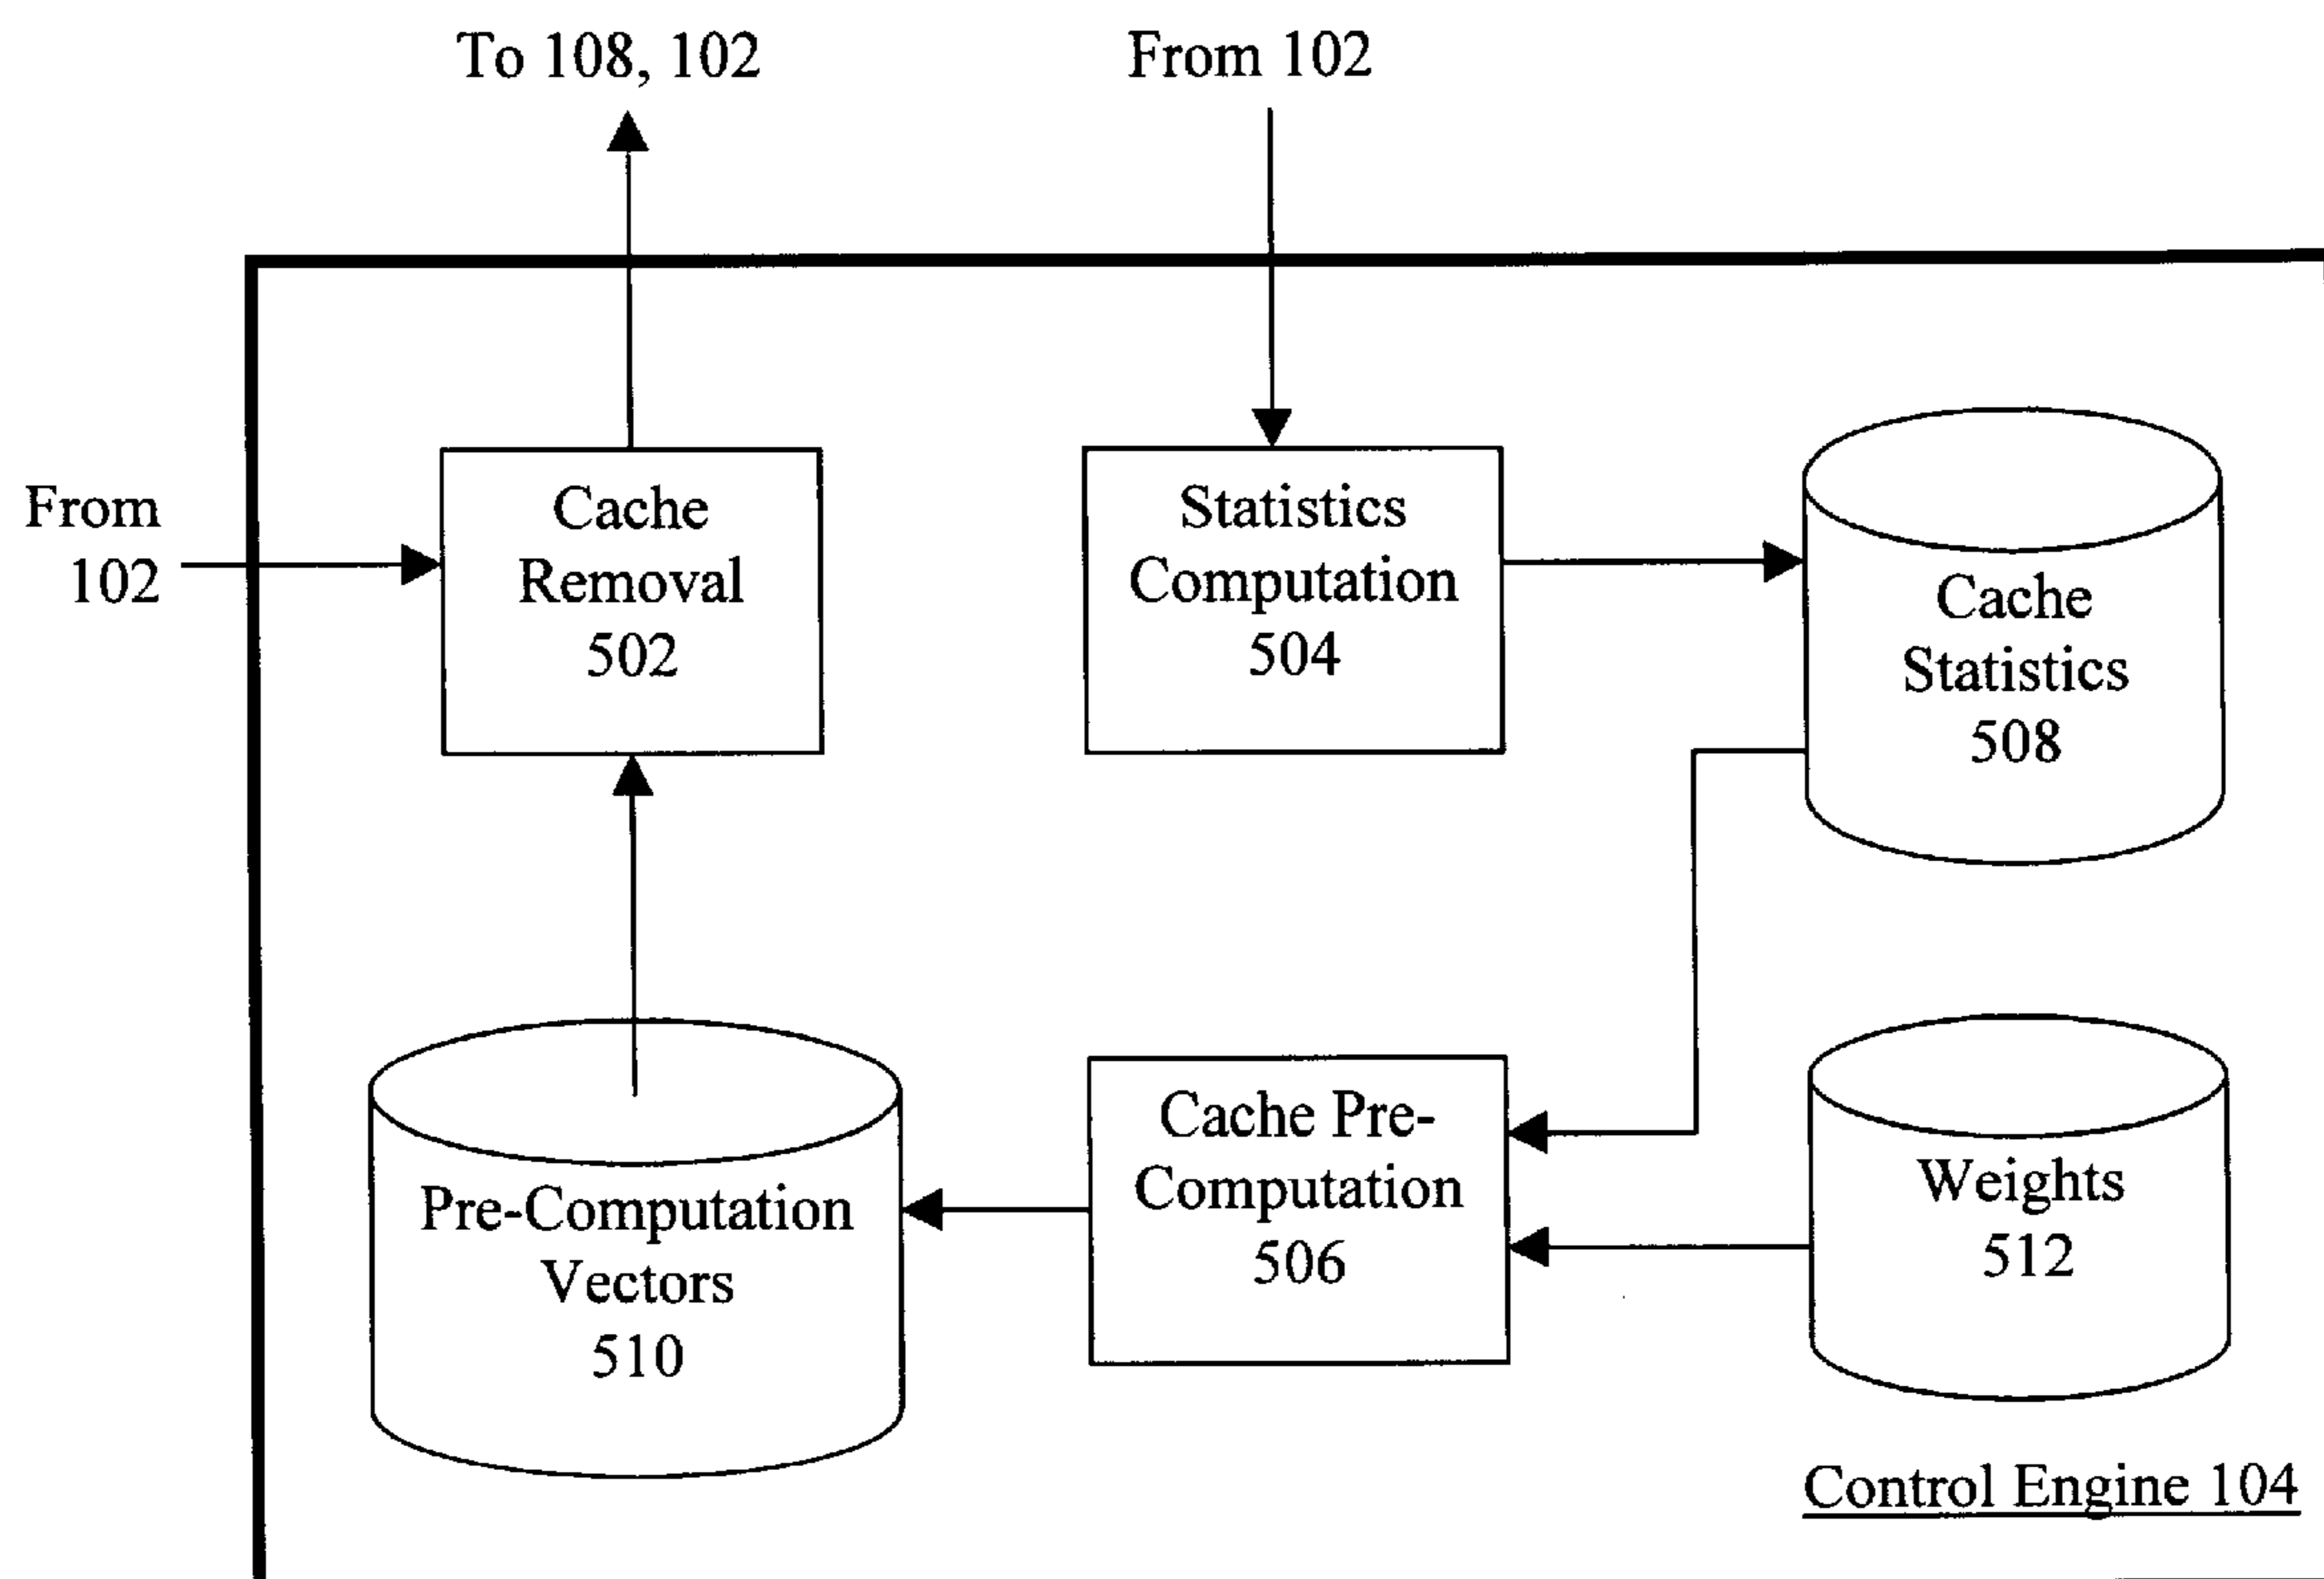 To 108, 102
From 102
From
102
Cache
Removal
502
Statistics
Computation
504
Cache
Statistics
508
Pre-Computation
Vectors
510
Cache Pre-
Computation
506
Weights
512
Control Engine 104